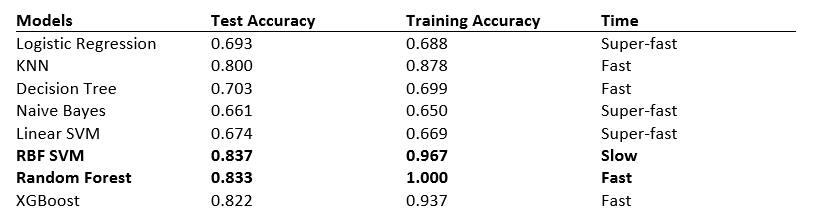 Models Test Accuracy Training Accuracy Time
Logistic Regression 0.693 0.688 Super-fast
KNN 0.800 0.878 Fast
Decision Tree 0.703 0.699 Fast
Naive Bayes 0.661 0.650 Super-fast
Linear SVM 0.674 0.669 Super-fast
RBF SVM 0.837 0.967 Slow
Random Forest 0.833 1.000 Fast
XGBoost 0.822 0.937 Fast